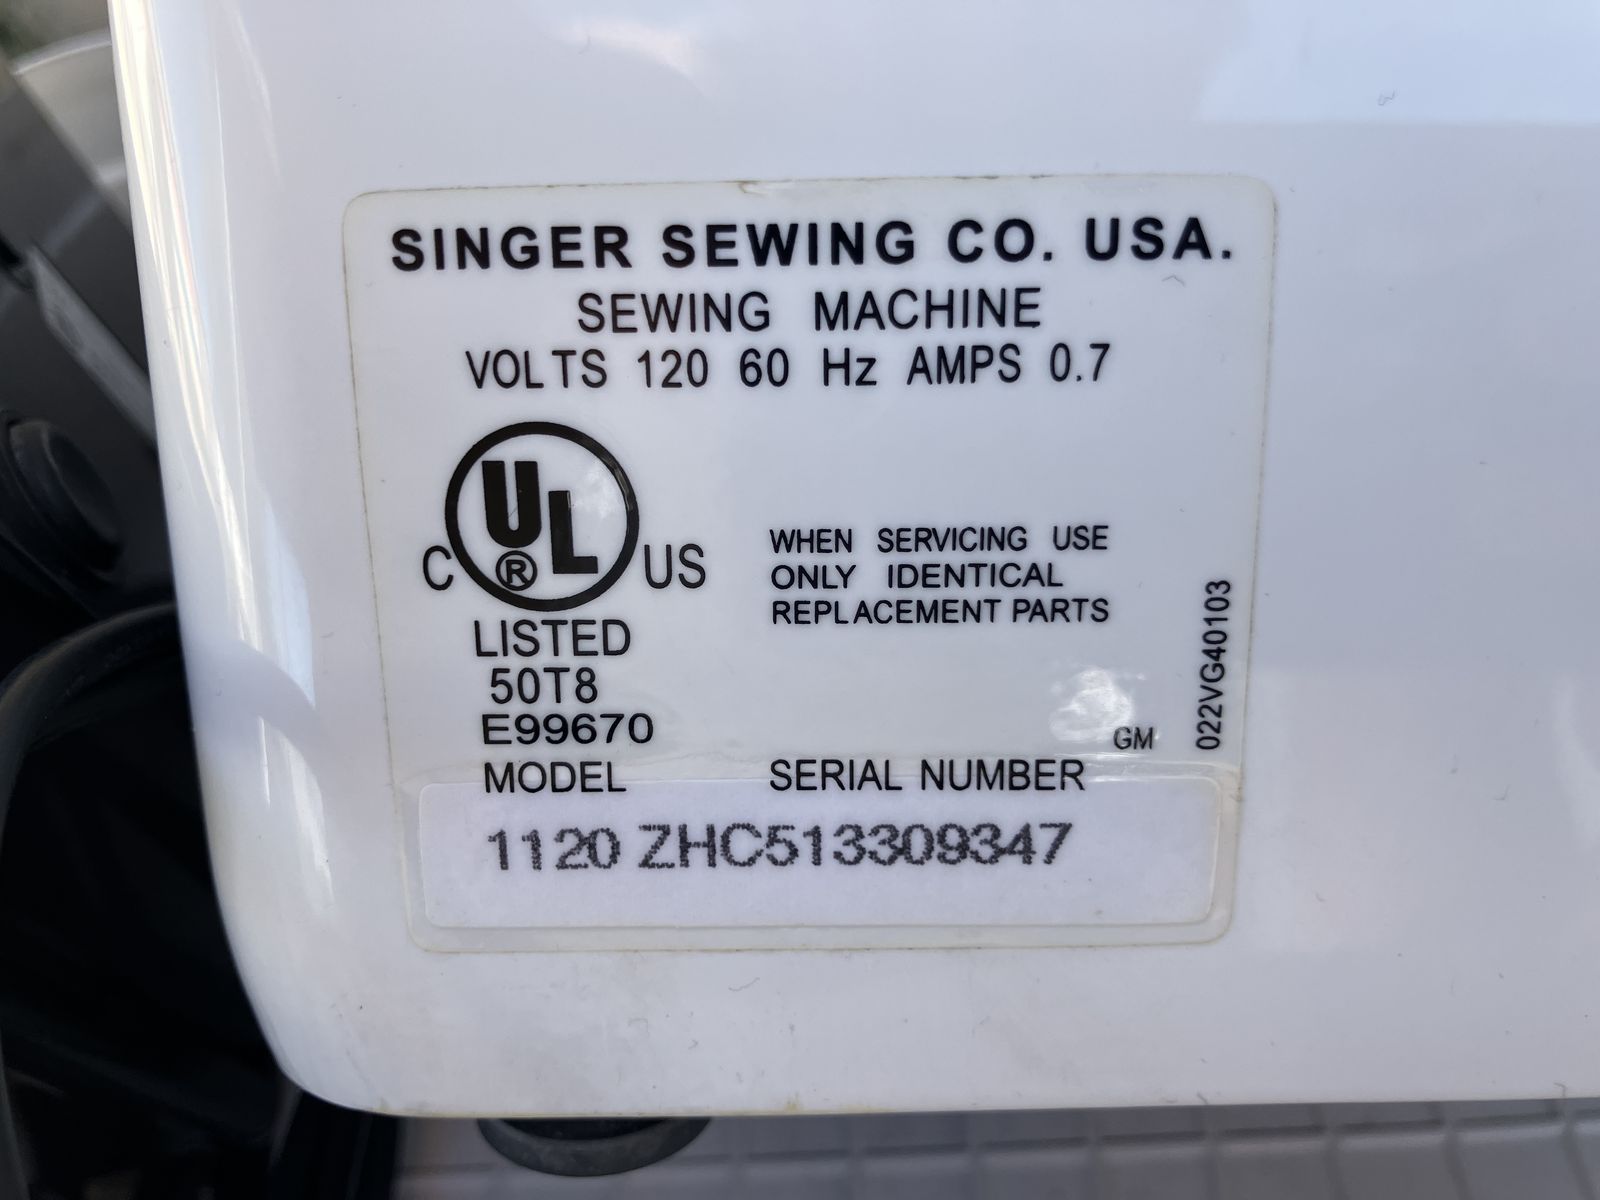 SINGER SEWING CO. USA.
SEWING MACHINE
VOLTS 120 60 Hz AMPS 0.7
UL
®
C US
LISTED
50T8
E99670
WHEN SERVICING USE
ONLY IDENTICAL
REPLACEMENT PARTS
GM
022VG40103
MODEL SERIAL NUMBER
1120 ZHC513309347